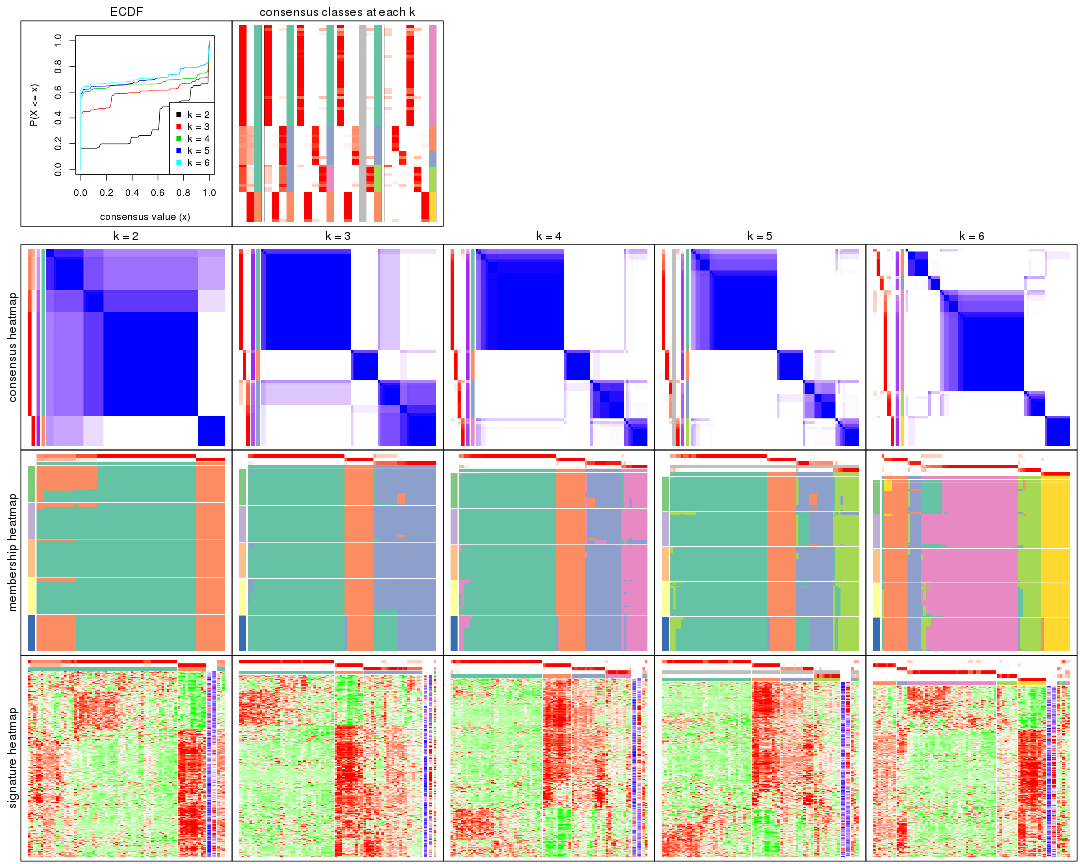 ECDF
consensus classes at each k
P(X <= x)
0.0 0.2 0.4 0.6 0.8 1.0
k = 2
k = 3
k = 4
k = 5
k = 6
0.0 0.2 0.4 0.6 0.8 1.0
consensus value (x)
k = 2
k = 3
k = 4
k = 5
k = 6
consensus heatmap
membership heatmap
signature heatmap